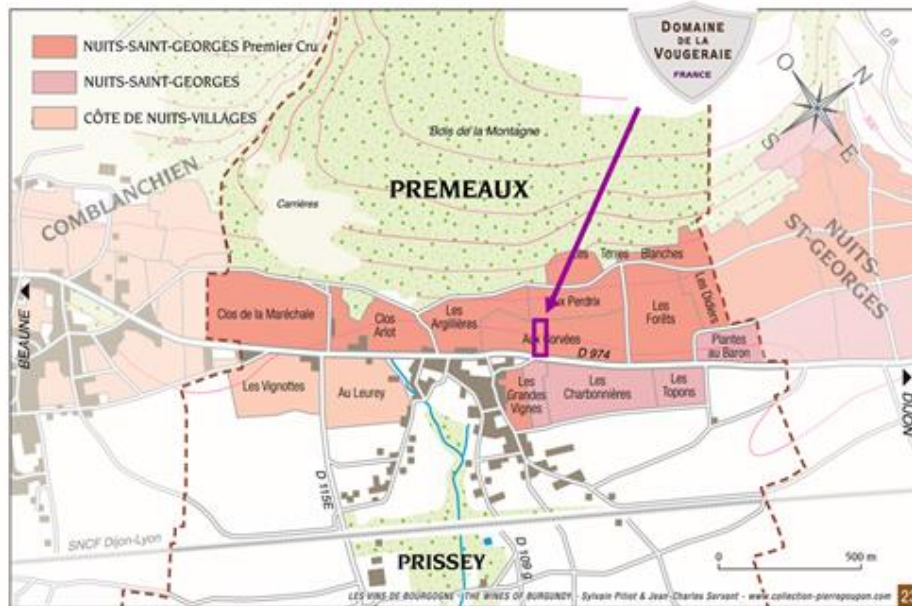 NUITS-SAINT-GEORGES Premier Cru
NUITS-SAINT-GEORGES
CÔTE DE NUITS-VILLAGES
DOMAINE
DE LA
VOUGERAIE
FRANCE
O
N
S
E
D 8
Bois de la Montagne
PREMEAUX
Carrières
COMBLANCHIEN
NUITS-
ST-GEORGES
Terres Blanches
Clos de la Maréchale
Clos
Arlot
Les
Argillières
Perdrix
Les
Forêts
Les Didiers
Plantes
au Baron
D 974
BEAUNE
DIJON
Les Vignottes
Au Leurey
Les
Grandes
Vignes
Les
Charbonnières
Les
Topons
D 115E
D 109 g
SNCF Dijon-Lyon
PRISSEY
0
500 m
LES VINS DE BOURGOGNE - THE WINES OF BURGUNDY - Sylvain Pitiot & Jean-Charles Servant - www.collection-pierrepoupon.com